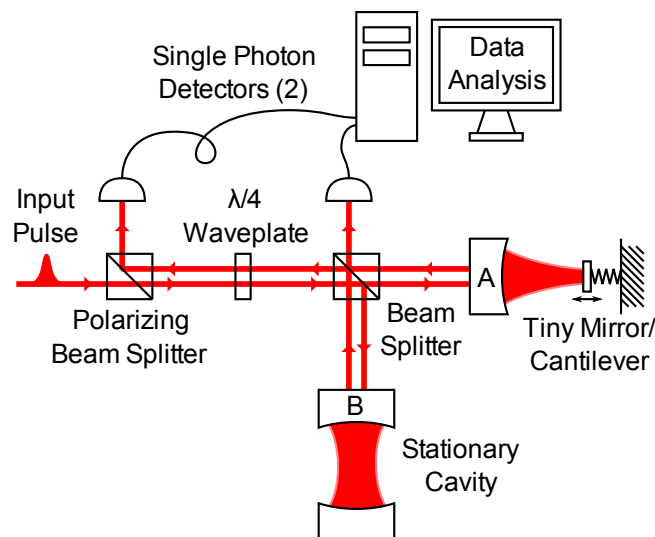 Single Photon
Detectors (2)
Data
Analysis
Input
Pulse
λ/4
Waveplate
Polarizing
Beam Splitter
Beam
Splitter
A
Tiny Mirror/
Cantilever
B
Stationary
Cavity